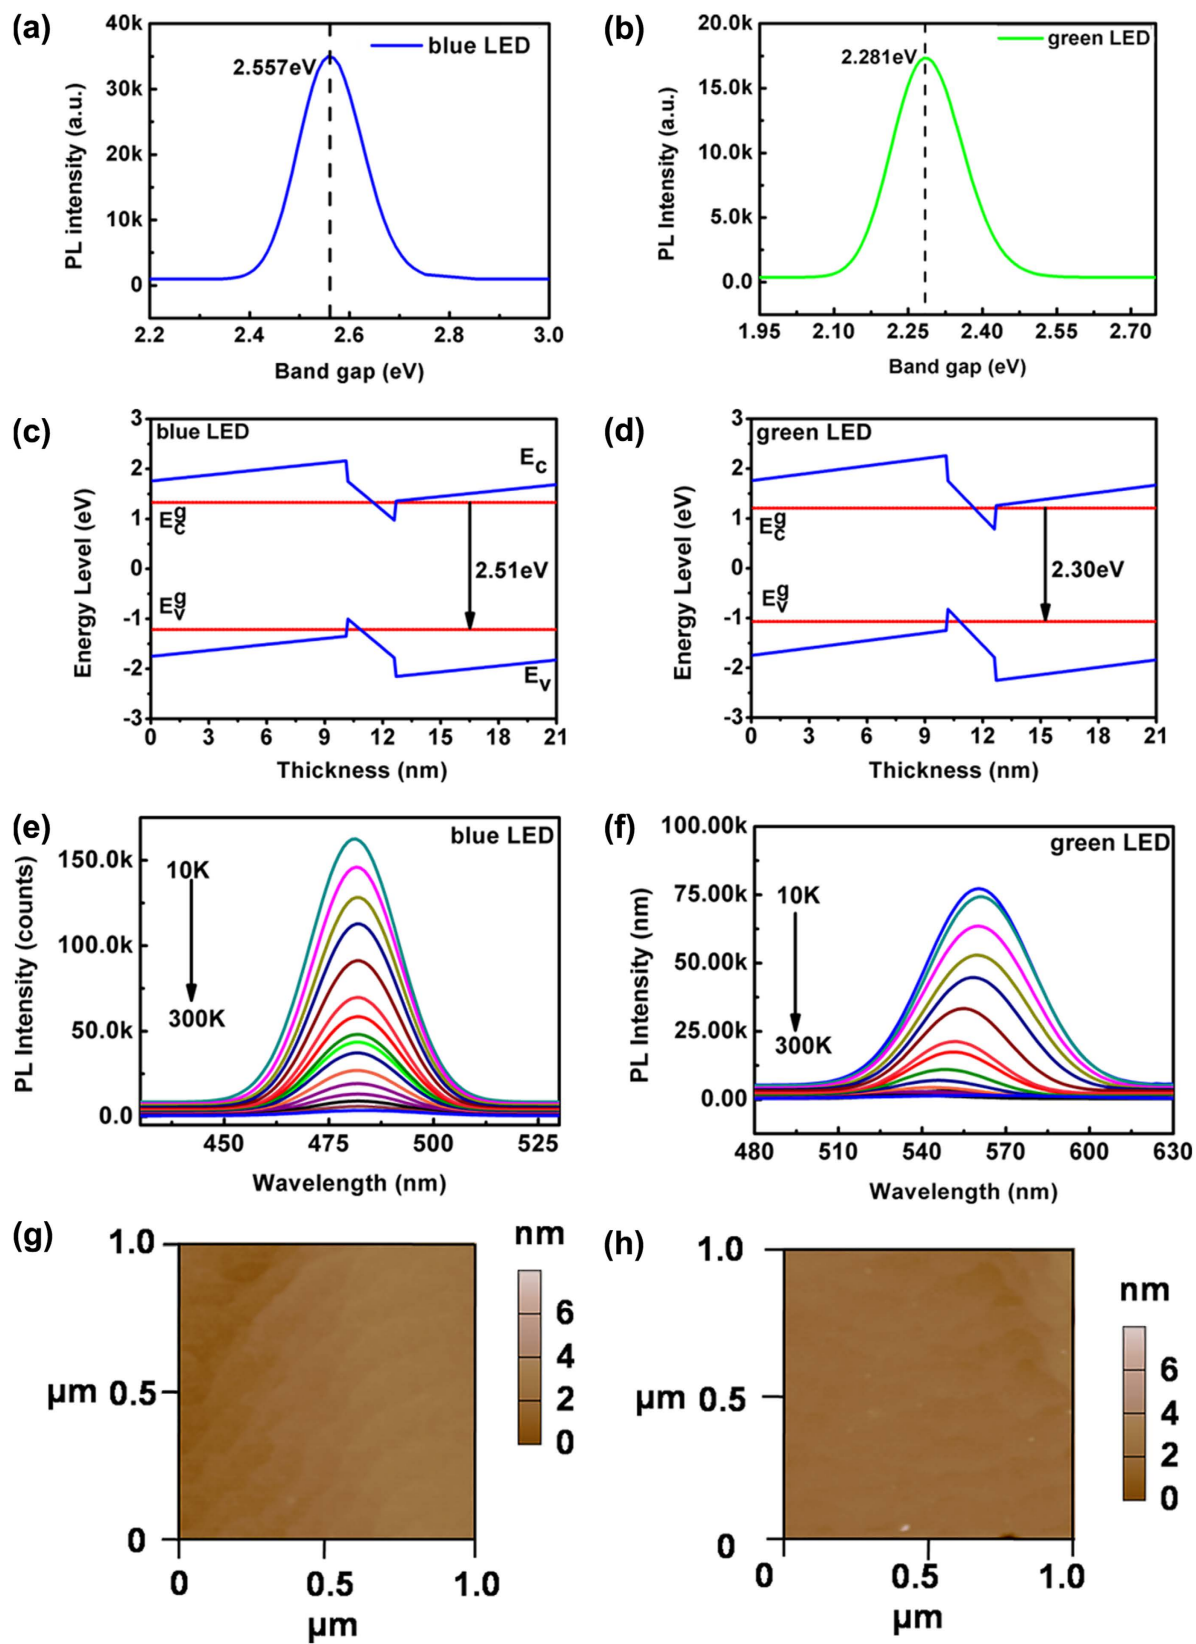 (a)
40k
30k
20k
10k
0
PL intensity (a.u.)
2.557eV
blue LED
2.2 2.4 2.6 2.8 3.0
Band gap (eV)
(b)
20.0k
15.0k
10.0k
5.0k
0.0
PL Intensity (a.u.)
2.281eV
green LED
1.95 2.10 2.25 2.40 2.55 2.70
Band gap (eV)
(c)
3
2
1
0
-1
-2
-3
Energy Level (eV)
blue LED
Ec
E^g_c
2.51eV
E^g_v
Ev
0 3 6 9 12 15 18 21
Thickness (nm)
(d)
3
2
1
0
-1
-2
-3
Energy Level (eV)
green LED
E^g_c
2.30eV
E^g_v
0 3 6 9 12 15 18 21
Thickness (nm)
(e)
150.0k
100.0k
50.0k
0.0
PL Intensity (counts)
blue LED
10K
300K
450 475 500 525
Wavelength (nm)
(f)
100.00k
75.00k
50.00k
25.00k
0.00
PL Intensity (nm)
green LED
10K
300K
480 510 540 570 600 630
Wavelength (nm)
(g)
1.0
µm 0.5
0
0 0.5 1.0
µm
nm
6
4
2
0
(h)
1.0
µm 0.5
0
0 0.5 1.0
µm
nm
6
4
2
0